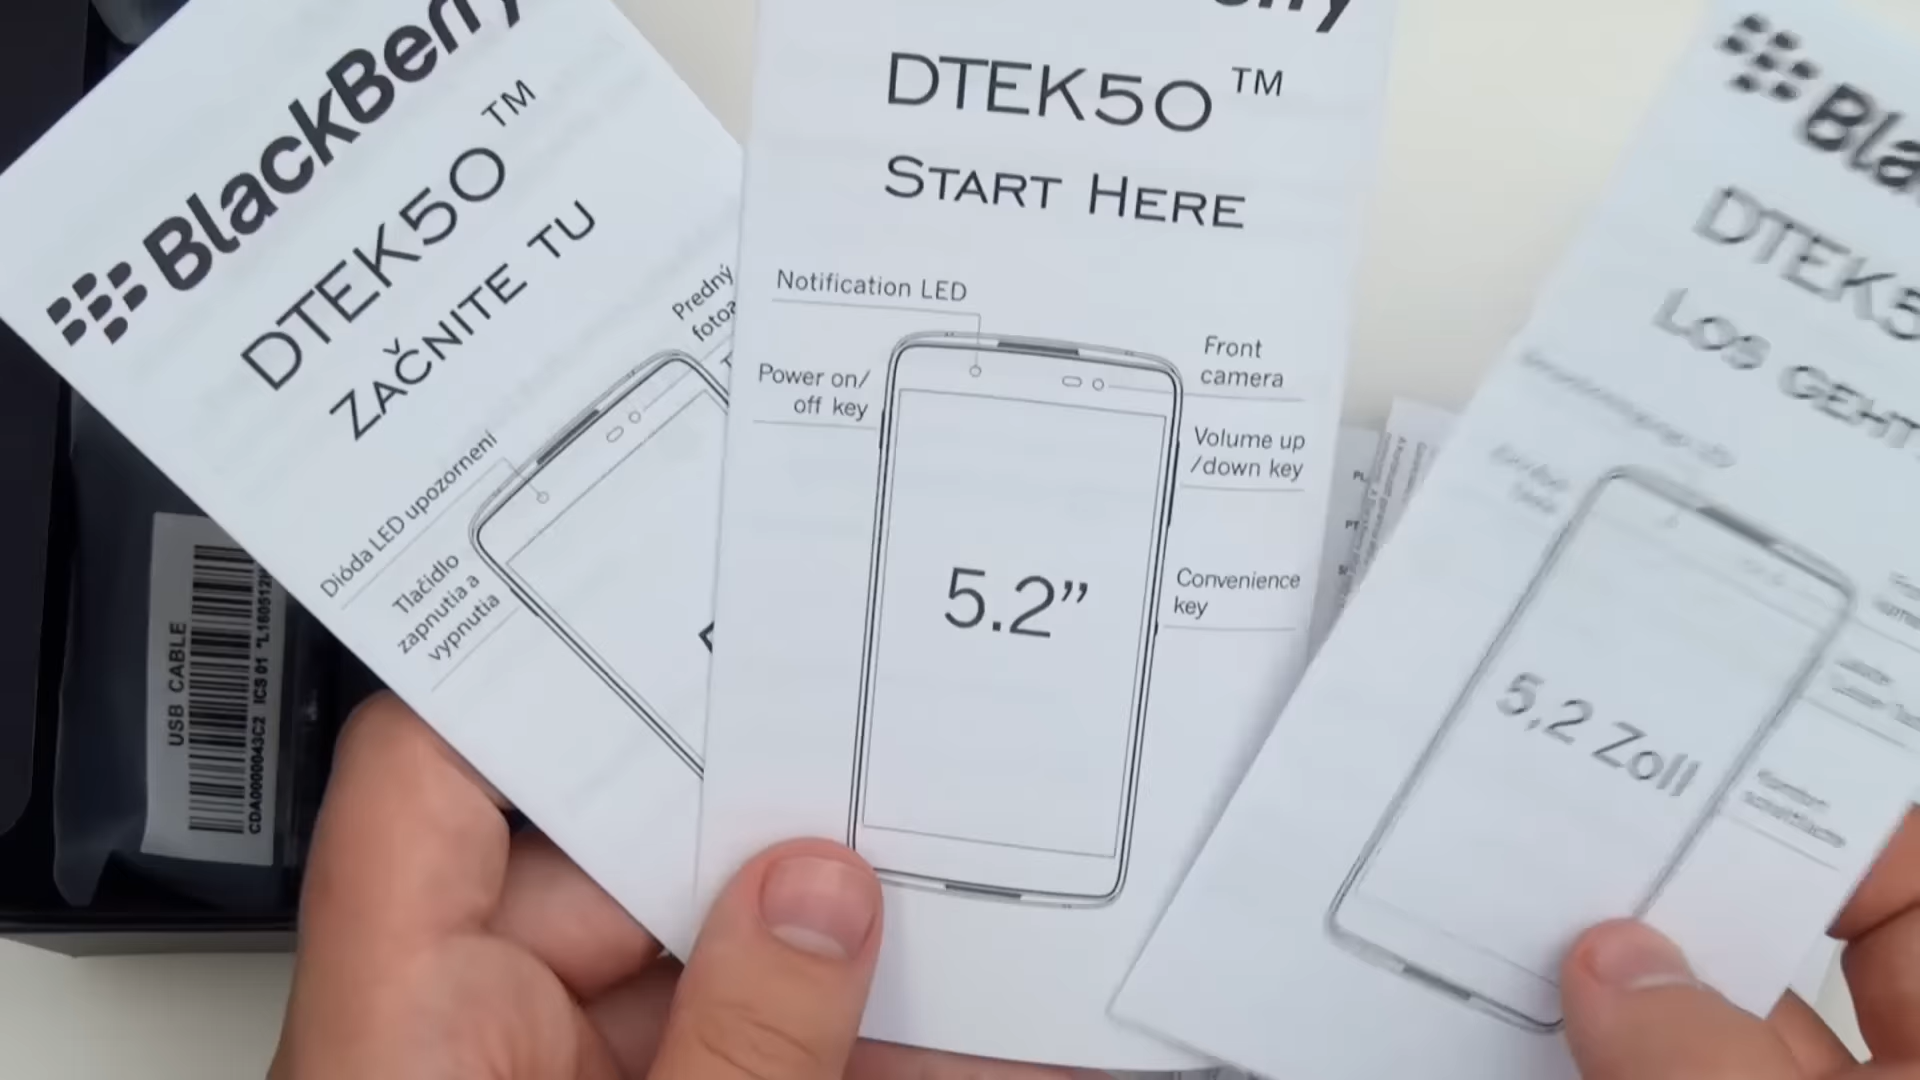 BlackBerry
DTEK50™
ZAČNITE TU
Predný
Dióda LED upozornení
Tlačidlo
zapnutia a
vypnutia
USB CABLE
DTEK50™
START HERE
Notification LED
Power on/
off key
Front
camera
Volume up
/down key
Convenience
key
5.2”
PL
PT
Bla
DTEK5
LOS GEHT
5,2 Zoll